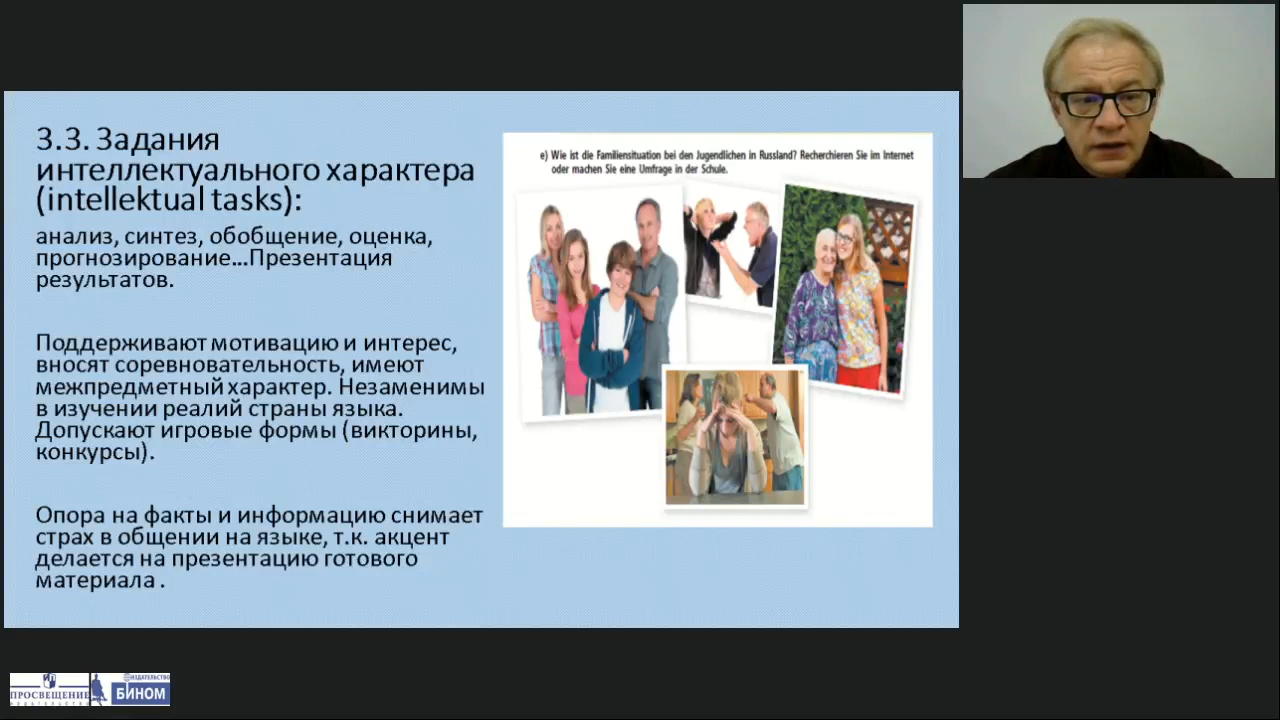 3.3. Задания
интеллектуального характера
(intellektual tasks):
анализ, синтез, обобщение, оценка,
прогнозирование...Презентация
результатов.
Поддерживают мотивацию и интерес,
вносят соревновательность, имеют
межпредметный характер. Незаменимы
в изучении реалий страны языка.
Допускают игровые формы (викторины,
конкурсы).
Опора на факты и информацию снимает
страх в общении на языке, т.к. акцент
делается на презентацию готового
материала .
e) Wie ist die Familiensituation bei den Jugendlichen in Russland? Recherchieren Sie im Internet
oder machen Sie eine Umfrage in der Schule.
ПРОСВЕЩЕНИЕ
ИЗДАТЕЛЬСТВО
ИЗДАТЕЛЬСТВО
БИНОМ